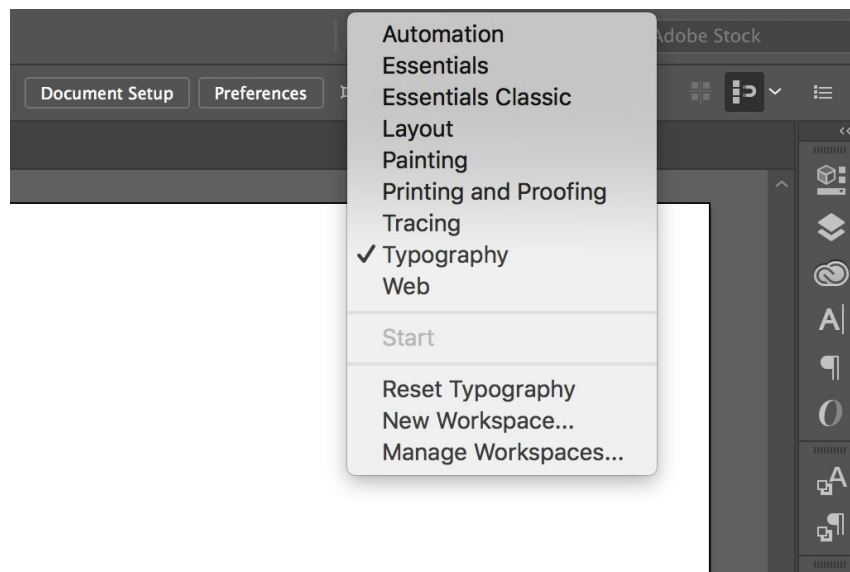 Automation
Adobe Stock
Essentials
Document Setup
Preferences
Essentials Classic
Layout
Painting
Printing and Proofing
Tracing
✓ Typography
Web
Start
Reset Typography
New Workspace...
Manage Workspaces...